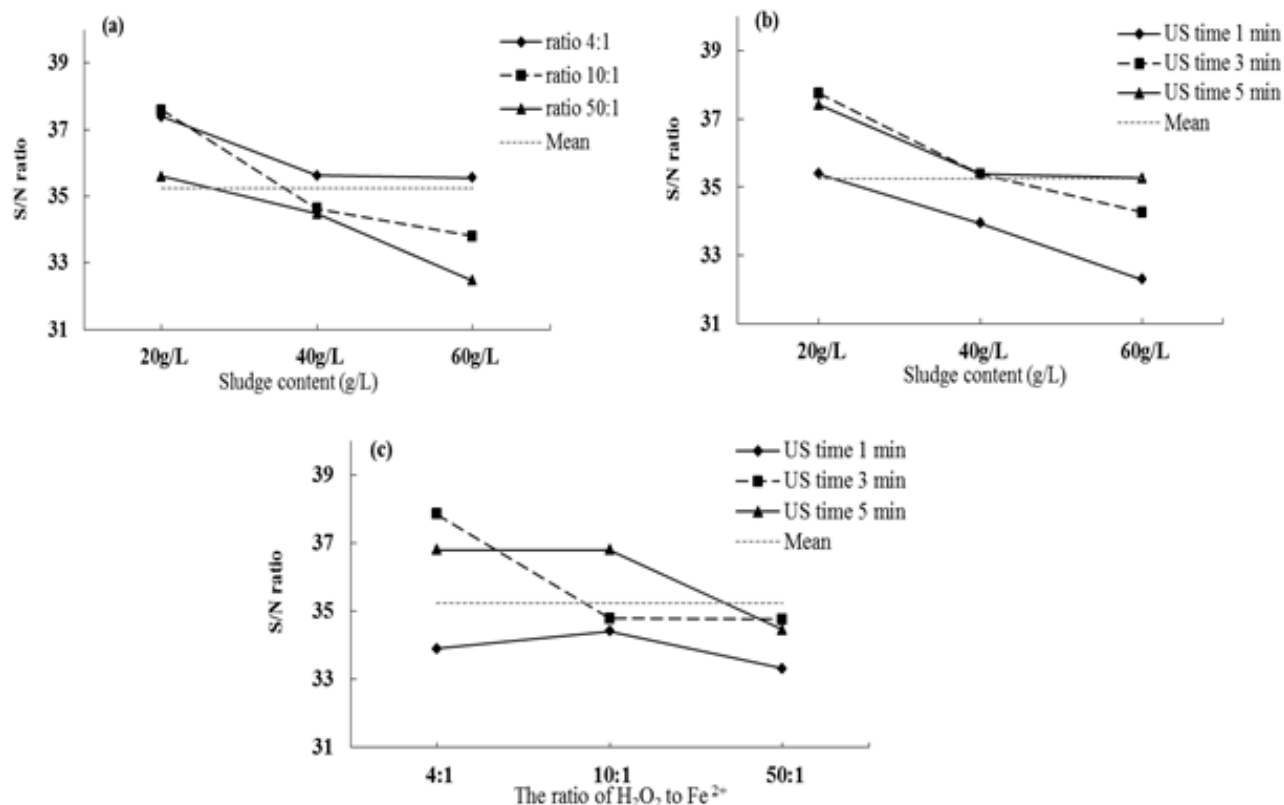 (a)
ratio 4:1
ratio 10:1
ratio 50:1
Mean
39
37
35
33
31
S/N ratio
20g/L 40g/L 60g/L
Sludge content (g/L)
(b)
US time 1 min
US time 3 min
US time 5 min
Mean
39
37
35
33
31
S/N ratio
20g/L 40g/L 60g/L
Sludge content (g/L)
(c)
US time 1 min
US time 3 min
US time 5 min
Mean
39
37
35
33
31
S/N ratio
4:1 10:1 50:1
The ratio of H₂O₂ to Fe²⁺